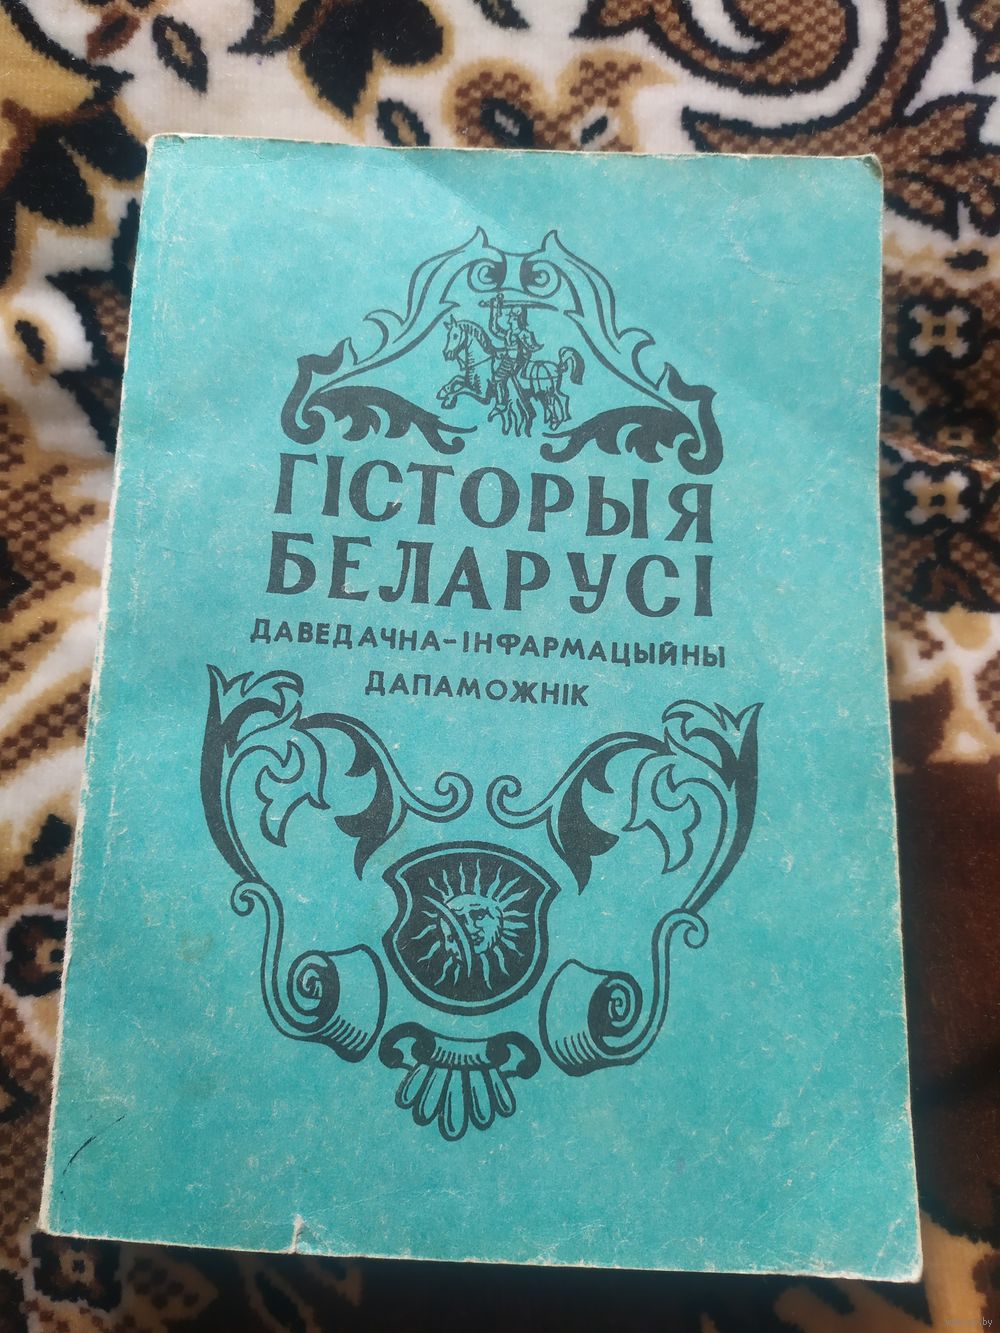 ГІСТОРЫЯ
БЕЛАРУСІ
ДАВЕДАЧНА-ІНФАРМАЦЫЙНЫ
ДАПАМОЖНІК